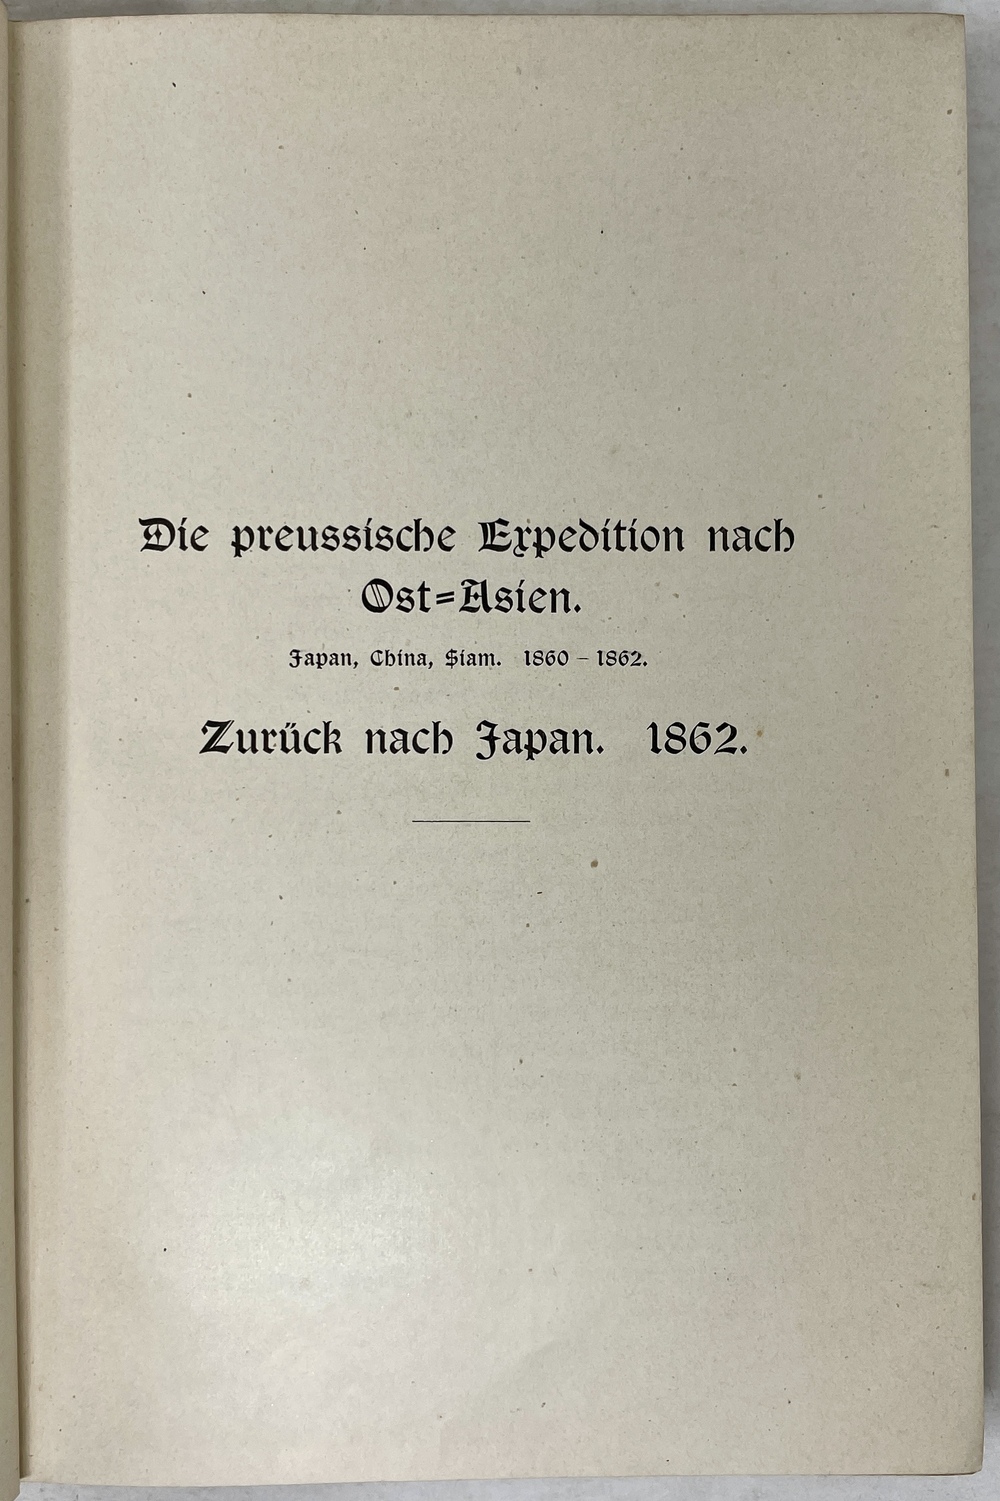 Die preussische Expedition nach
Ost=Asien.
Japan, China, Siam. 1860 – 1862.
Zurück nach Japan. 1862.